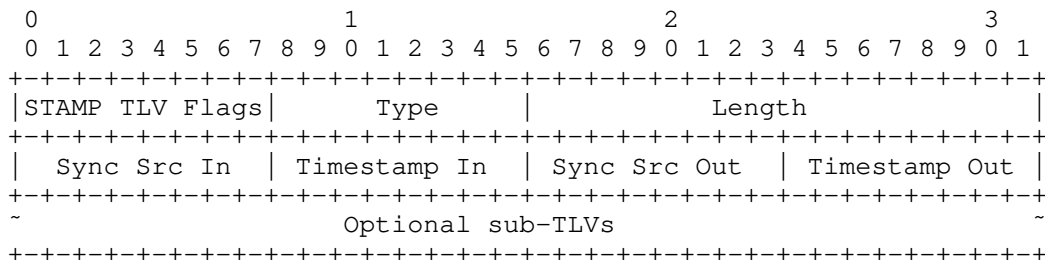 0                   1                   2                   3
 0 1 2 3 4 5 6 7 8 9 0 1 2 3 4 5 6 7 8 9 0 1 2 3 4 5 6 7 8 9 0 1
+-+-+-+-+-+-+-+-+-+-+-+-+-+-+-+-+-+-+-+-+-+-+-+-+-+-+-+-+-+-+-+-+
|STAMP TLV Flags|      Type     |           Length              |
+-+-+-+-+-+-+-+-+-+-+-+-+-+-+-+-+-+-+-+-+-+-+-+-+-+-+-+-+-+-+-+-+
|  Sync Src In  | Timestamp In  | Sync Src Out  | Timestamp Out |
+-+-+-+-+-+-+-+-+-+-+-+-+-+-+-+-+-+-+-+-+-+-+-+-+-+-+-+-+-+-+-+-+
~                    Optional sub-TLVs                          ~
+-+-+-+-+-+-+-+-+-+-+-+-+-+-+-+-+-+-+-+-+-+-+-+-+-+-+-+-+-+-+-+-+